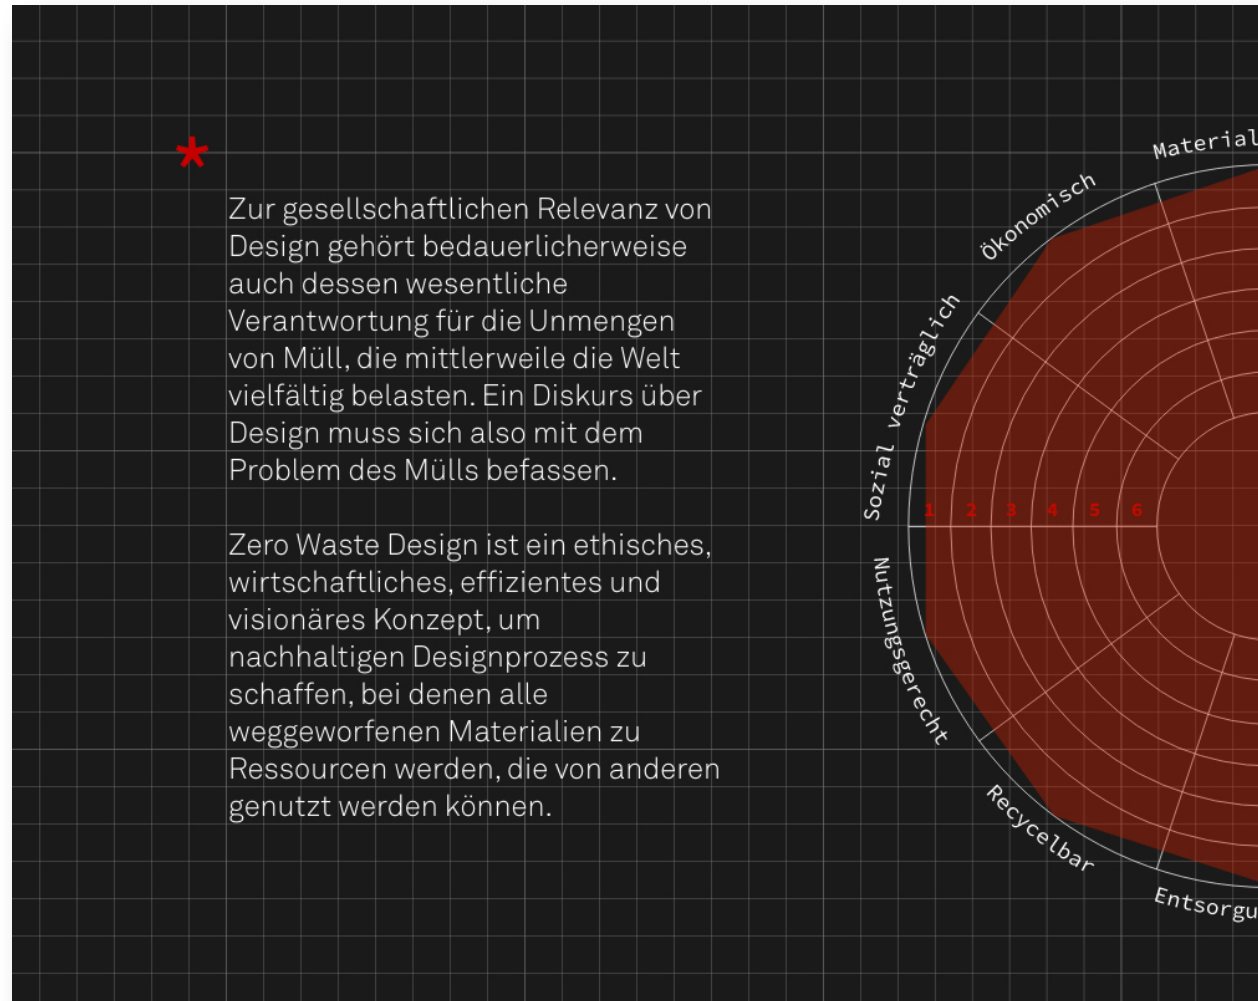 *
Zur gesellschaftlichen Relevanz von
Design gehört bedauerlicherweise
auch dessen wesentliche
Verantwortung für die Unmengen
von Müll, die mittlerweile die Welt
vielfältig belasten. Ein Diskurs über
Design muss sich also mit dem
Problem des Mülls befassen.
Zero Waste Design ist ein ethisches,
wirtschaftliches, effizientes und
visionäres Konzept, um
nachhaltigen Designprozess zu
schaffen, bei denen alle
weggeworfenen Materialien zu
Ressourcen werden, die von anderen
genutzt werden können.
Material
Ökonomisch
Sozial verträglich
1 2 3 4 5 6
Nutzungsgerecht
Recycelbar
Entsorgu